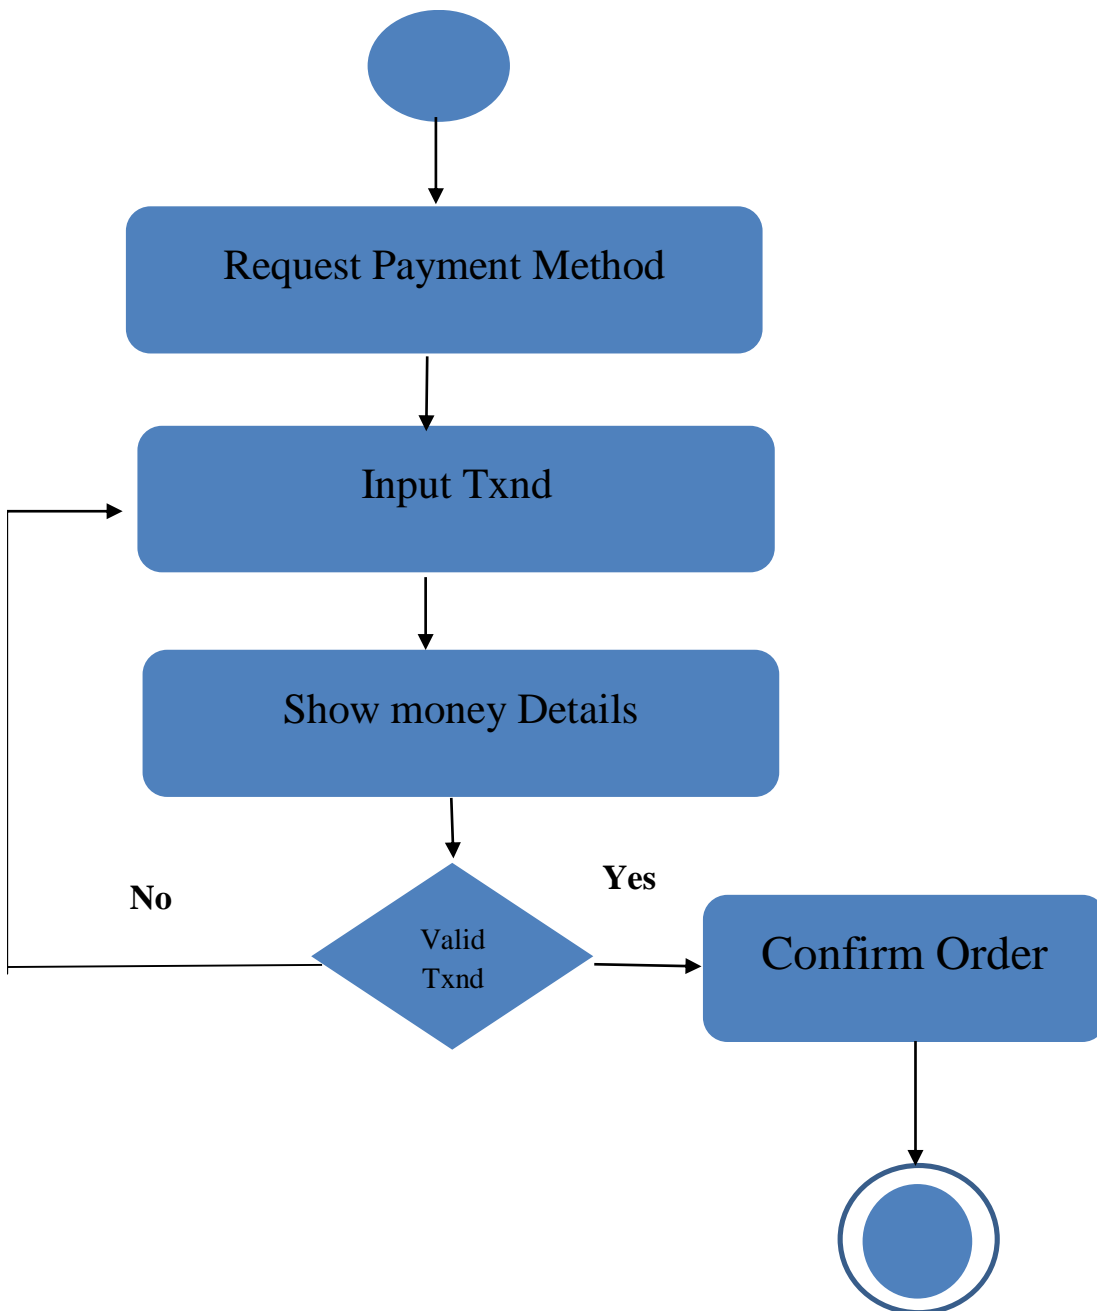 Request Payment Method
Input Txnd
Show money Details
No
Yes
Valid
Txnd
Confirm Order